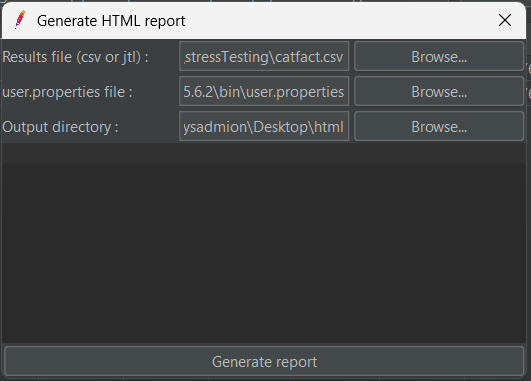 Generate HTML report
Results file (csv or jtl) : stressTesting\catfact.csv Browse...
user.properties file : 5.6.2\bin\user.properties Browse...
Output directory : ysadmion\Desktop\html Browse...
Generate report